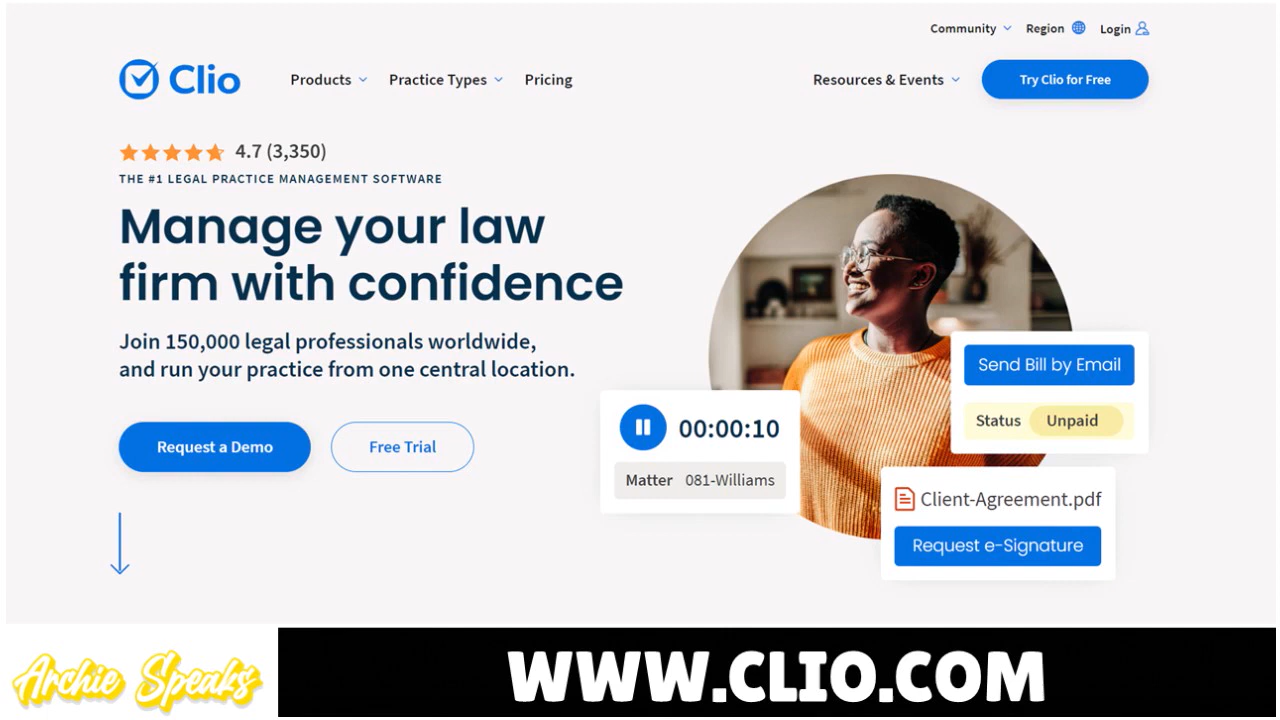 Community Region Login
Clio Products Practice Types Pricing Resources & Events Try Clio for Free
4.7 (3,350)
THE #1 LEGAL PRACTICE MANAGEMENT SOFTWARE
Manage your law
firm with confidence
Join 150,000 legal professionals worldwide,
and run your practice from one central location.
Request a Demo Free Trial
Send Bill by Email
Status Unpaid
00:00:10
Matter 081-Williams
Client-Agreement.pdf
Request e-Signature
Archie Speaks
WWW.CLIO.COM